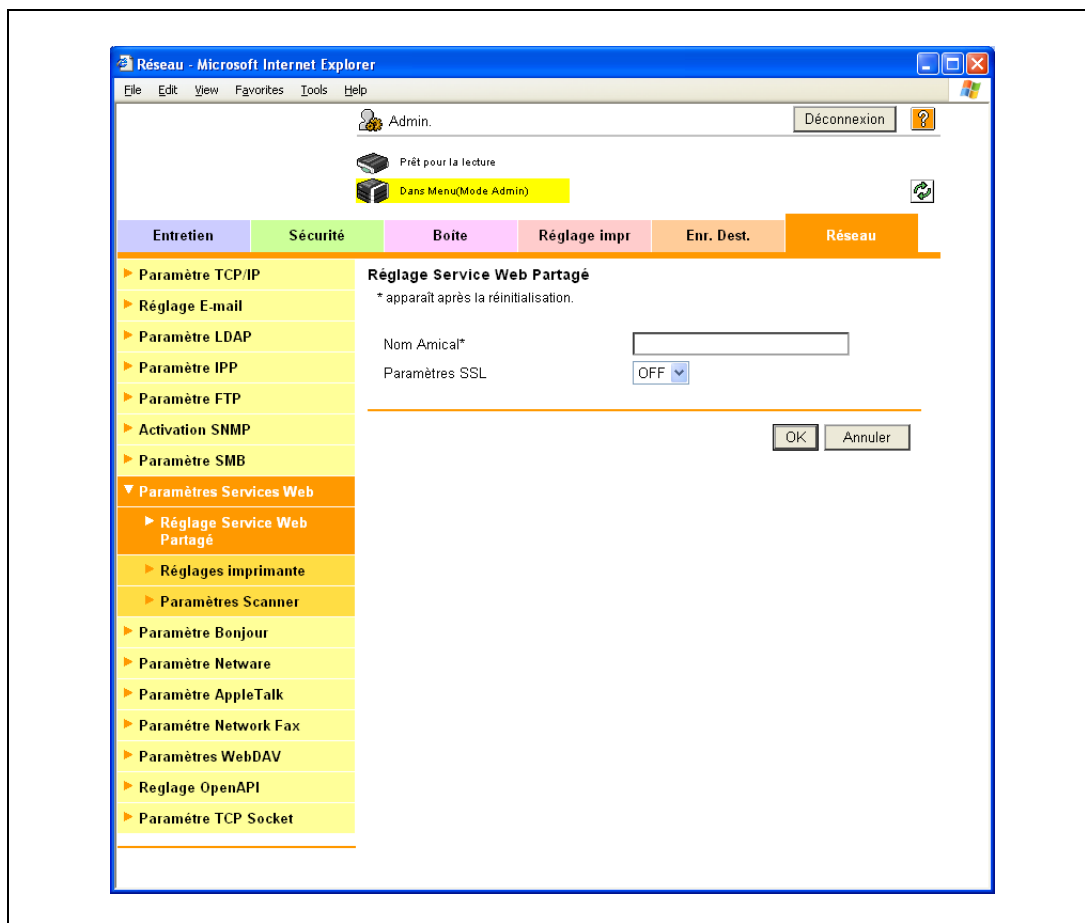 Réseau - Microsoft Internet Explorer
File Edit View Favorites Tools Help
Admin.
Déconnexion
?
Prêt pour la lecture
Dans Menu(Mode Admin)
Entretien Sécurité Boîte Réglage impr Enr. Dest. Réseau
Paramètre TCP/IP
Réglage E-mail
Paramètre LDAP
Paramètre IPP
Paramètre FTP
Activation SNMP
Paramètre SMB
Paramètres Services Web
Réglage Service Web
Partagé
Réglages imprimante
Paramètres Scanner
Paramètre Bonjour
Paramètre Netware
Paramètre AppleTalk
Paramétre Network Fax
Paramètres WebDAV
Reglage OpenAPI
Paramétre TCP Socket
Réglage Service Web Partagé
* apparaît après la réinitialisation.
Nom Amical*
Paramètres SSL OFF
OK Annuler